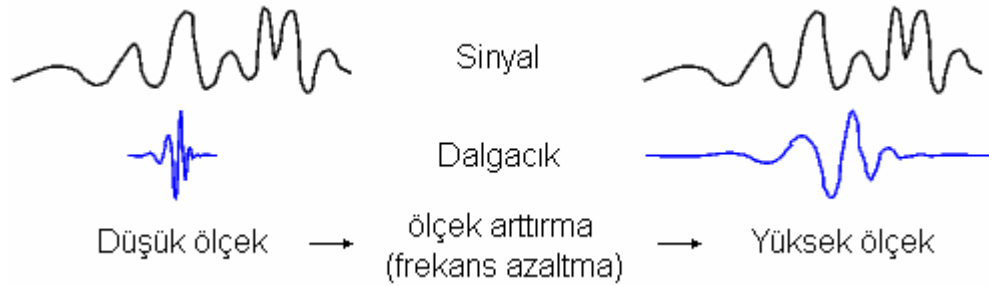 Sinyal
Dalgacık
Düşük ölçek
ölçek arttırma
(frekans azaltma)
Yüksek ölçek